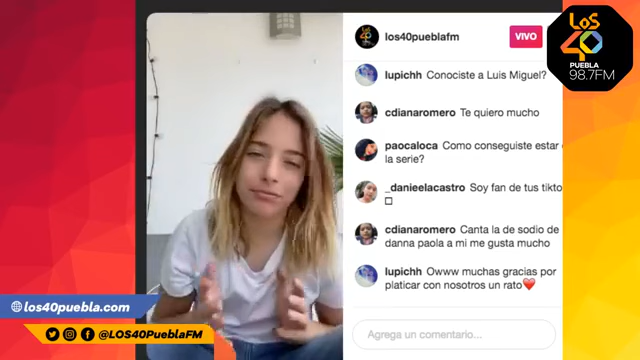 LOS
40
PUEBLA
98.7FM
los40pueblafm
VIVO
lupichh Conociste a Luis Miguel?
cdianaromero Te quiero mucho
paocaloca Como conseguiste estar
la serie?
_danieelacastro Soy fan de tus tikto
cdianaromero Canta la de sodio de
danna paola a mi me gusta mucho
lupichh Owww muchas gracias por
platicar con nosotros un rato❤️
Agrega un comentario...
los40puebla.com
@LOS40PueblaFM